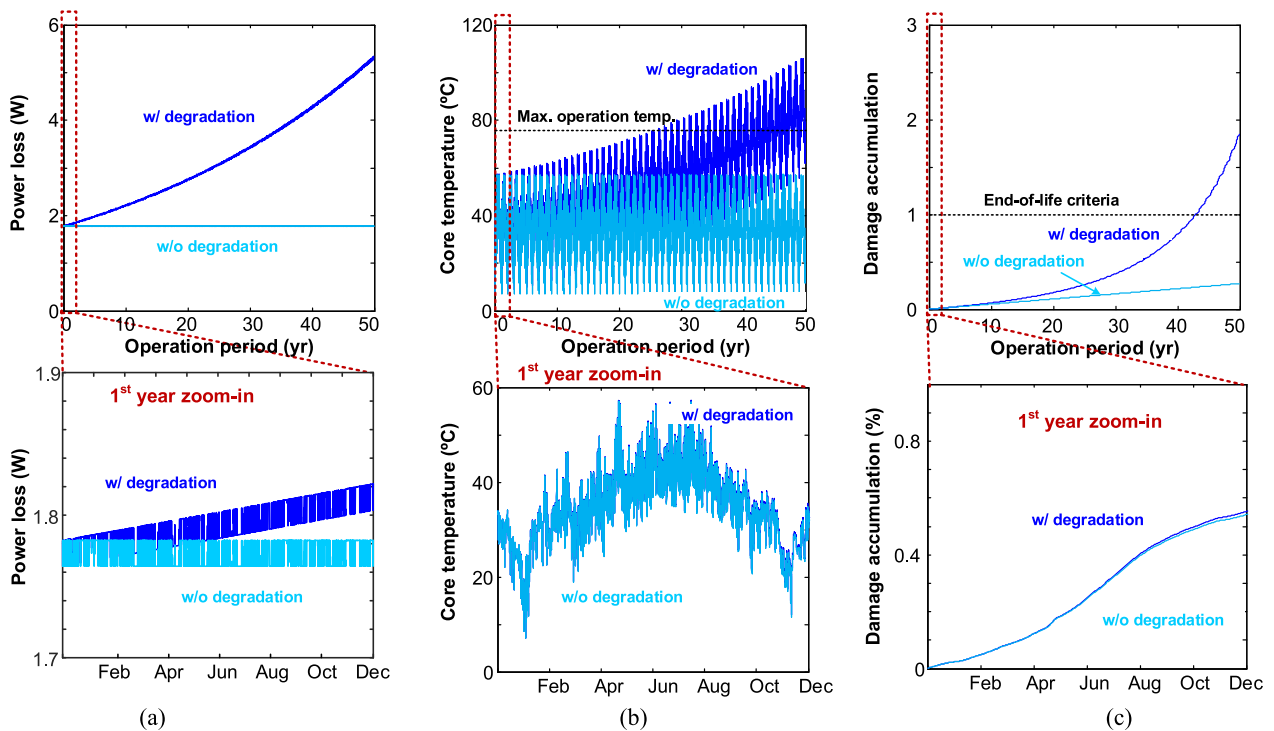 Power loss (W)
6
4
2
0
w/ degradation
w/o degradation
0 10 20 30 40 50
Operation period (yr)
Core temperature (ºC)
120
80
40
0
w/ degradation
Max. operation temp.
w/o degradation
0 10 20 30 40 50
Operation period (yr)
Damage accumulation
3
2
1
0
End-of-life criteria
w/ degradation
w/o degradation
0 10 20 30 40 50
Operation period (yr)
Power loss (W)
1.9
1.8
1.7
1st year zoom-in
w/ degradation
w/o degradation
Feb Apr Jun Aug Oct Dec
(a)
Core temperature (ºC)
60
40
20
0
1st year zoom-in
w/ degradation
w/o degradation
Feb Apr Jun Aug Oct Dec
(b)
Damage accumulation (%)
0.8
0.4
0
1st year zoom-in
w/ degradation
w/o degradation
Feb Apr Jun Aug Oct Dec
(c)